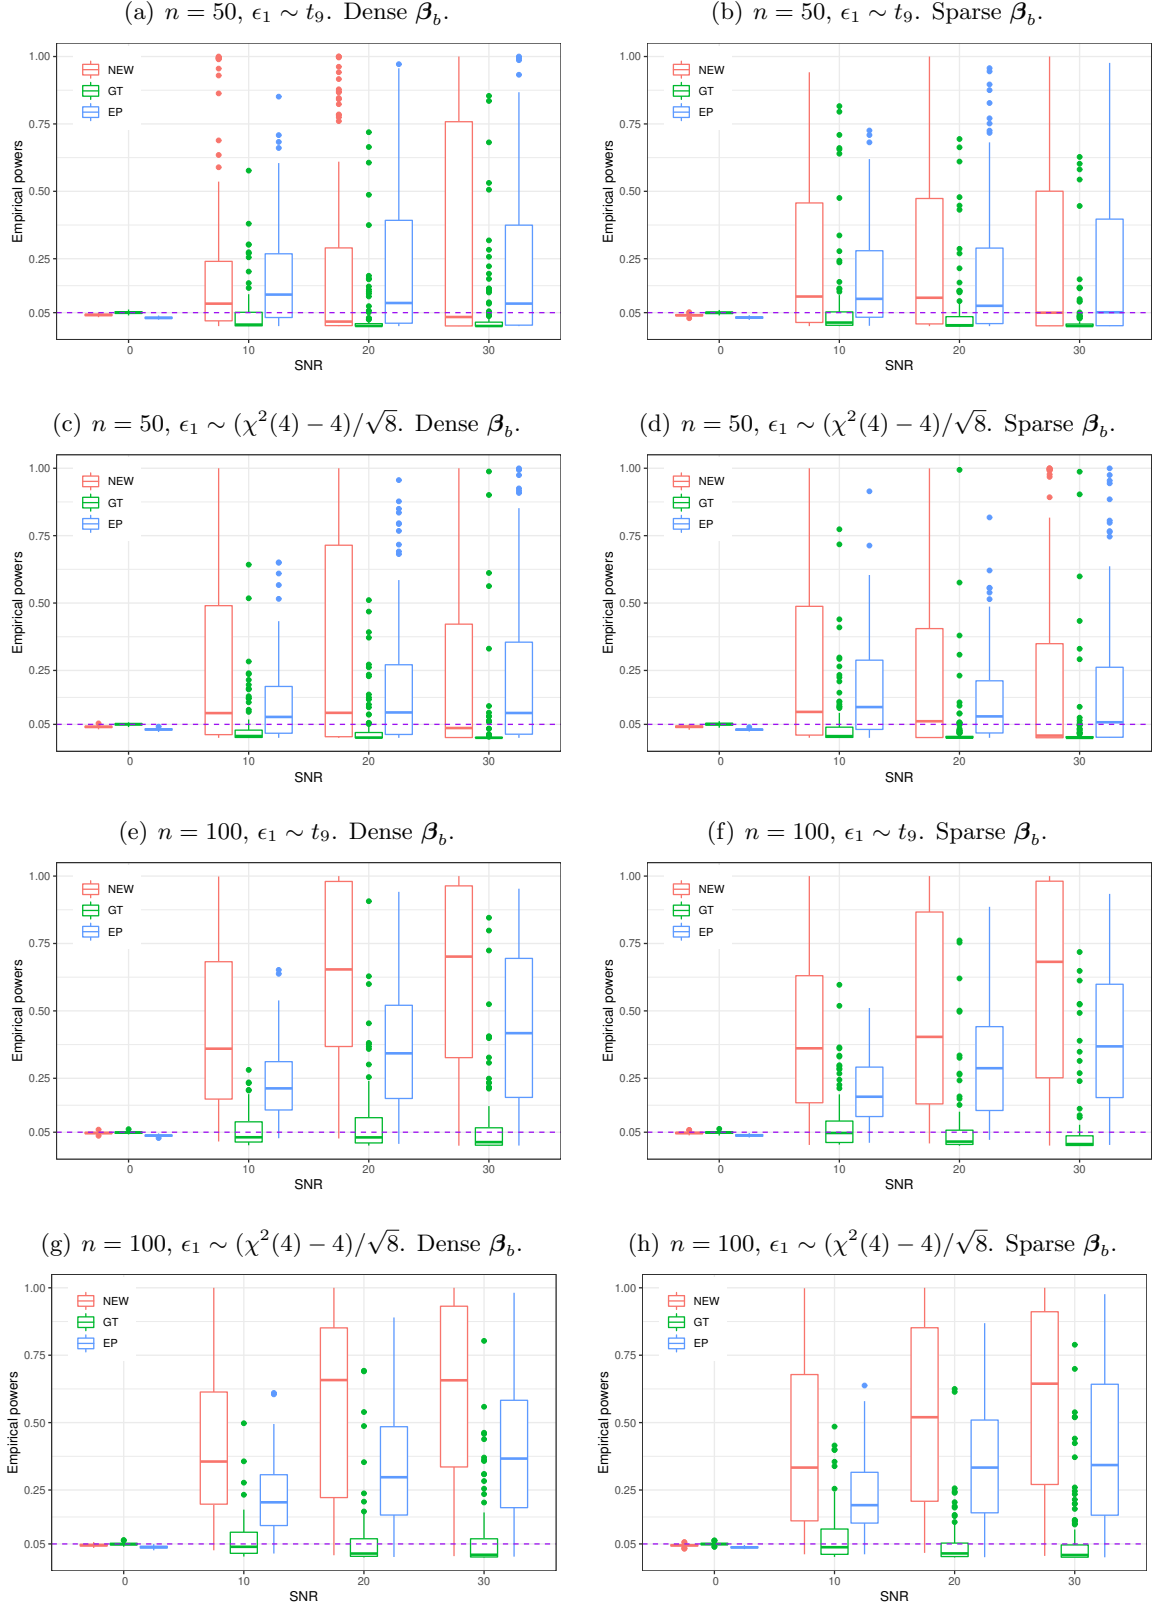 (a) n = 50, ϵ₁ ∼ t₉. Dense β_b.
1.00
0.75
0.50
0.25
0.05
Empirical powers
NEW
GT
EP
0 10 20 30
SNR
(b) n = 50, ϵ₁ ∼ t₉. Sparse β_b.
1.00
0.75
0.50
0.25
0.05
Empirical powers
NEW
GT
EP
0 10 20 30
SNR
(c) n = 50, ϵ₁ ∼ (χ²(4) − 4)/√8. Dense β_b.
1.00
0.75
0.50
0.25
0.05
Empirical powers
NEW
GT
EP
0 10 20 30
SNR
(d) n = 50, ϵ₁ ∼ (χ²(4) − 4)/√8. Sparse β_b.
1.00
0.75
0.50
0.25
0.05
Empirical powers
NEW
GT
EP
0 10 20 30
SNR
(e) n = 100, ϵ₁ ∼ t₉. Dense β_b.
1.00
0.75
0.50
0.25
0.05
Empirical powers
NEW
GT
EP
0 10 20 30
SNR
(f) n = 100, ϵ₁ ∼ t₉. Sparse β_b.
1.00
0.75
0.50
0.25
0.05
Empirical powers
NEW
GT
EP
0 10 20 30
SNR
(g) n = 100, ϵ₁ ∼ (χ²(4) − 4)/√8. Dense β_b.
1.00
0.75
0.50
0.25
0.05
Empirical powers
NEW
GT
EP
0 10 20 30
SNR
(h) n = 100, ϵ₁ ∼ (χ²(4) − 4)/√8. Sparse β_b.
1.00
0.75
0.50
0.25
0.05
Empirical powers
NEW
GT
EP
0 10 20 30
SNR